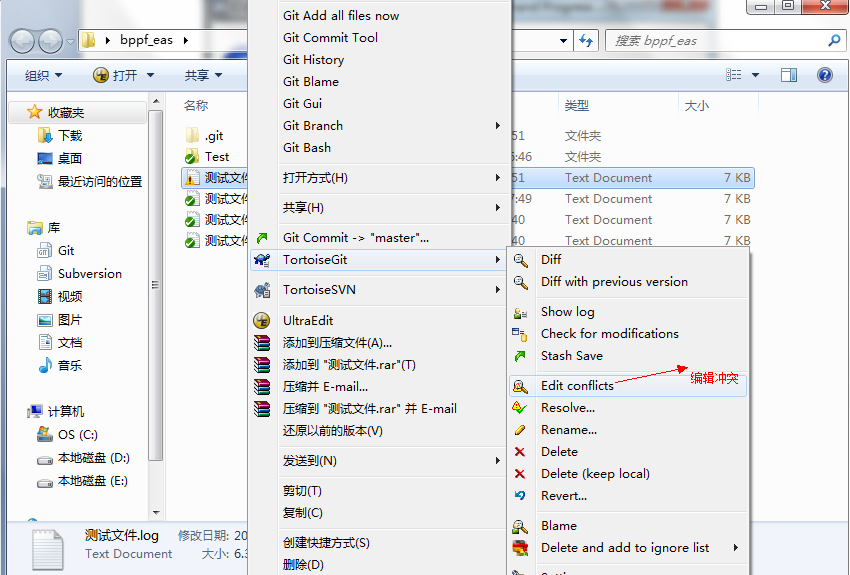 bppf_eas
搜索 bppf_eas
组织
打开
共享
收藏夹
下载
桌面
最近访问的位置
库
Git
Subversion
视频
图片
文档
音乐
计算机
OS (C:)
本地磁盘 (D:)
本地磁盘 (E:)
名称
类型
大小
.git
51
文件夹
Test
5:46
文件夹
测试文件
51
Text Document
7 KB
测试文件
7:49
Text Document
7 KB
测试文件
40
Text Document
7 KB
测试文件
40
Text Document
7 KB
Git Add all files now
Git Commit Tool
Git History
Git Blame
Git Gui
Git Branch
Git Bash
打开方式(H)
共享(H)
Git Commit -> "master"...
TortoiseGit
TortoiseSVN
UltraEdit
添加到压缩文件(A)...
添加到 "测试文件.rar"(T)
压缩并 E-mail...
压缩到 "测试文件.rar" 并 E-mail
还原以前的版本(V)
发送到(N)
剪切(T)
复制(C)
创建快捷方式(S)
删除(D)
Diff
Diff with previous version
Show log
Check for modifications
Stash Save
Edit conflicts
编辑冲突
Resolve...
Rename...
Delete
Delete (keep local)
Revert...
Blame
Delete and add to ignore list
测试文件.log
修改日期: 20
Text Document
大小: 6.3